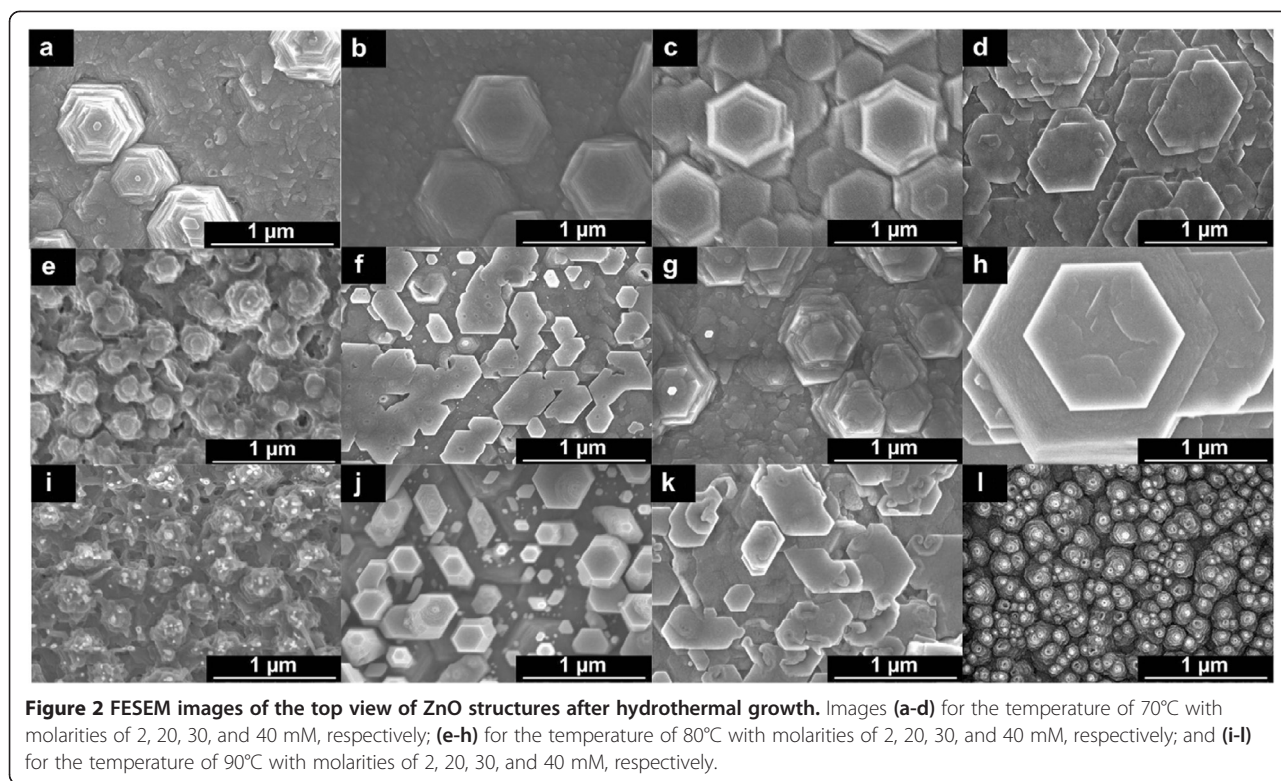 a b c d
1 µm 1 µm 1 µm 1 µm
e f g h
1 µm 1 µm 1 µm 1 µm
i j k l
1 µm 1 µm 1 µm 1 µm
Figure 2 FESEM images of the top view of ZnO structures after hydrothermal growth. Images (a-d) for the temperature of 70°C with
molarities of 2, 20, 30, and 40 mM, respectively; (e-h) for the temperature of 80°C with molarities of 2, 20, 30, and 40 mM, respectively; and (i-l)
for the temperature of 90°C with molarities of 2, 20, 30, and 40 mM, respectively.